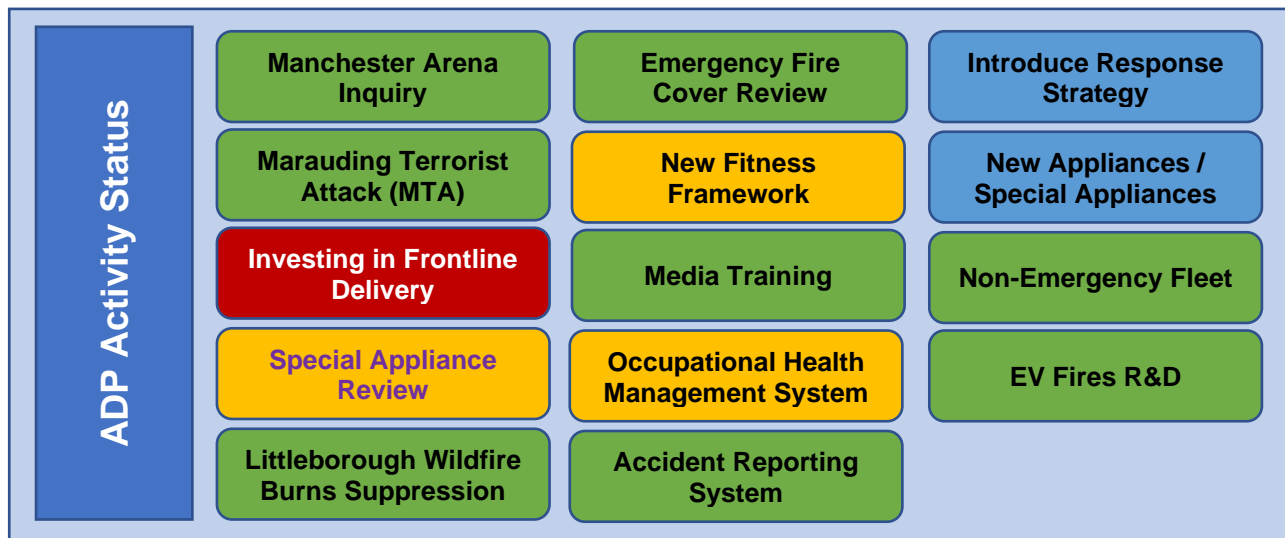 ADP Activity Status
Manchester Arena
Inquiry
Marauding Terrorist
Attack (MTA)
Investing in Frontline
Delivery
Special Appliance
Review
Littleborough Wildfire
Burns Suppression
Emergency Fire
Cover Review
New Fitness
Framework
Media Training
Occupational Health
Management System
Accident Reporting
System
Introduce Response
Strategy
New Appliances /
Special Appliances
Non-Emergency Fleet
EV Fires R&D